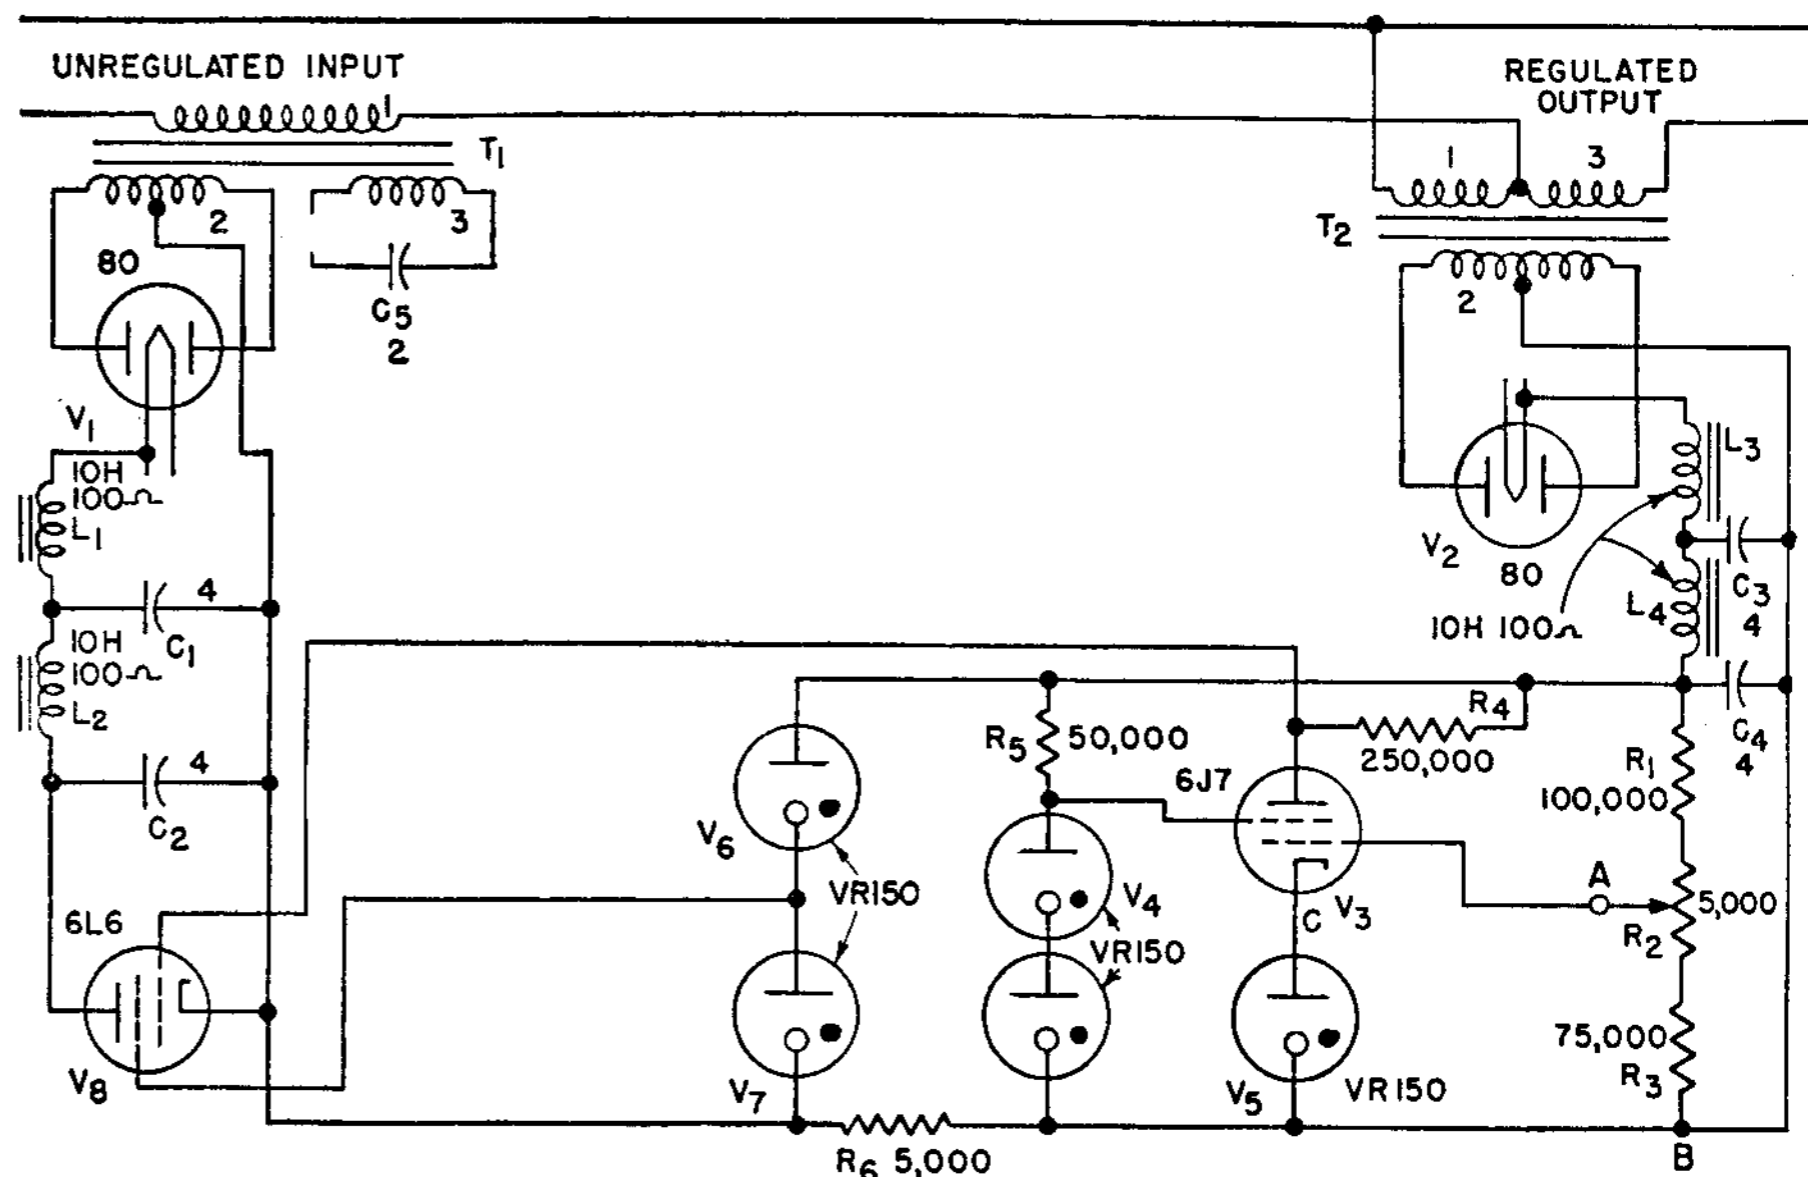 UNREGULATED INPUT
REGULATED
OUTPUT
1
T1
1
3
2
3
T2
80
C5
2
2
V1
10H
100Ω
L1
L3
V2
80
C3
4
4
C1
L4
10H 100Ω
10H
100Ω
L2
R4
250,000
C4
4
R5
50,000
6J7
R1
100,000
4
C2
V6
VR150
V4
VR150
C
V3
A
5,000
R2
6L6
V8
V7
V5
VR150
75,000
R3
R6 5,000
B